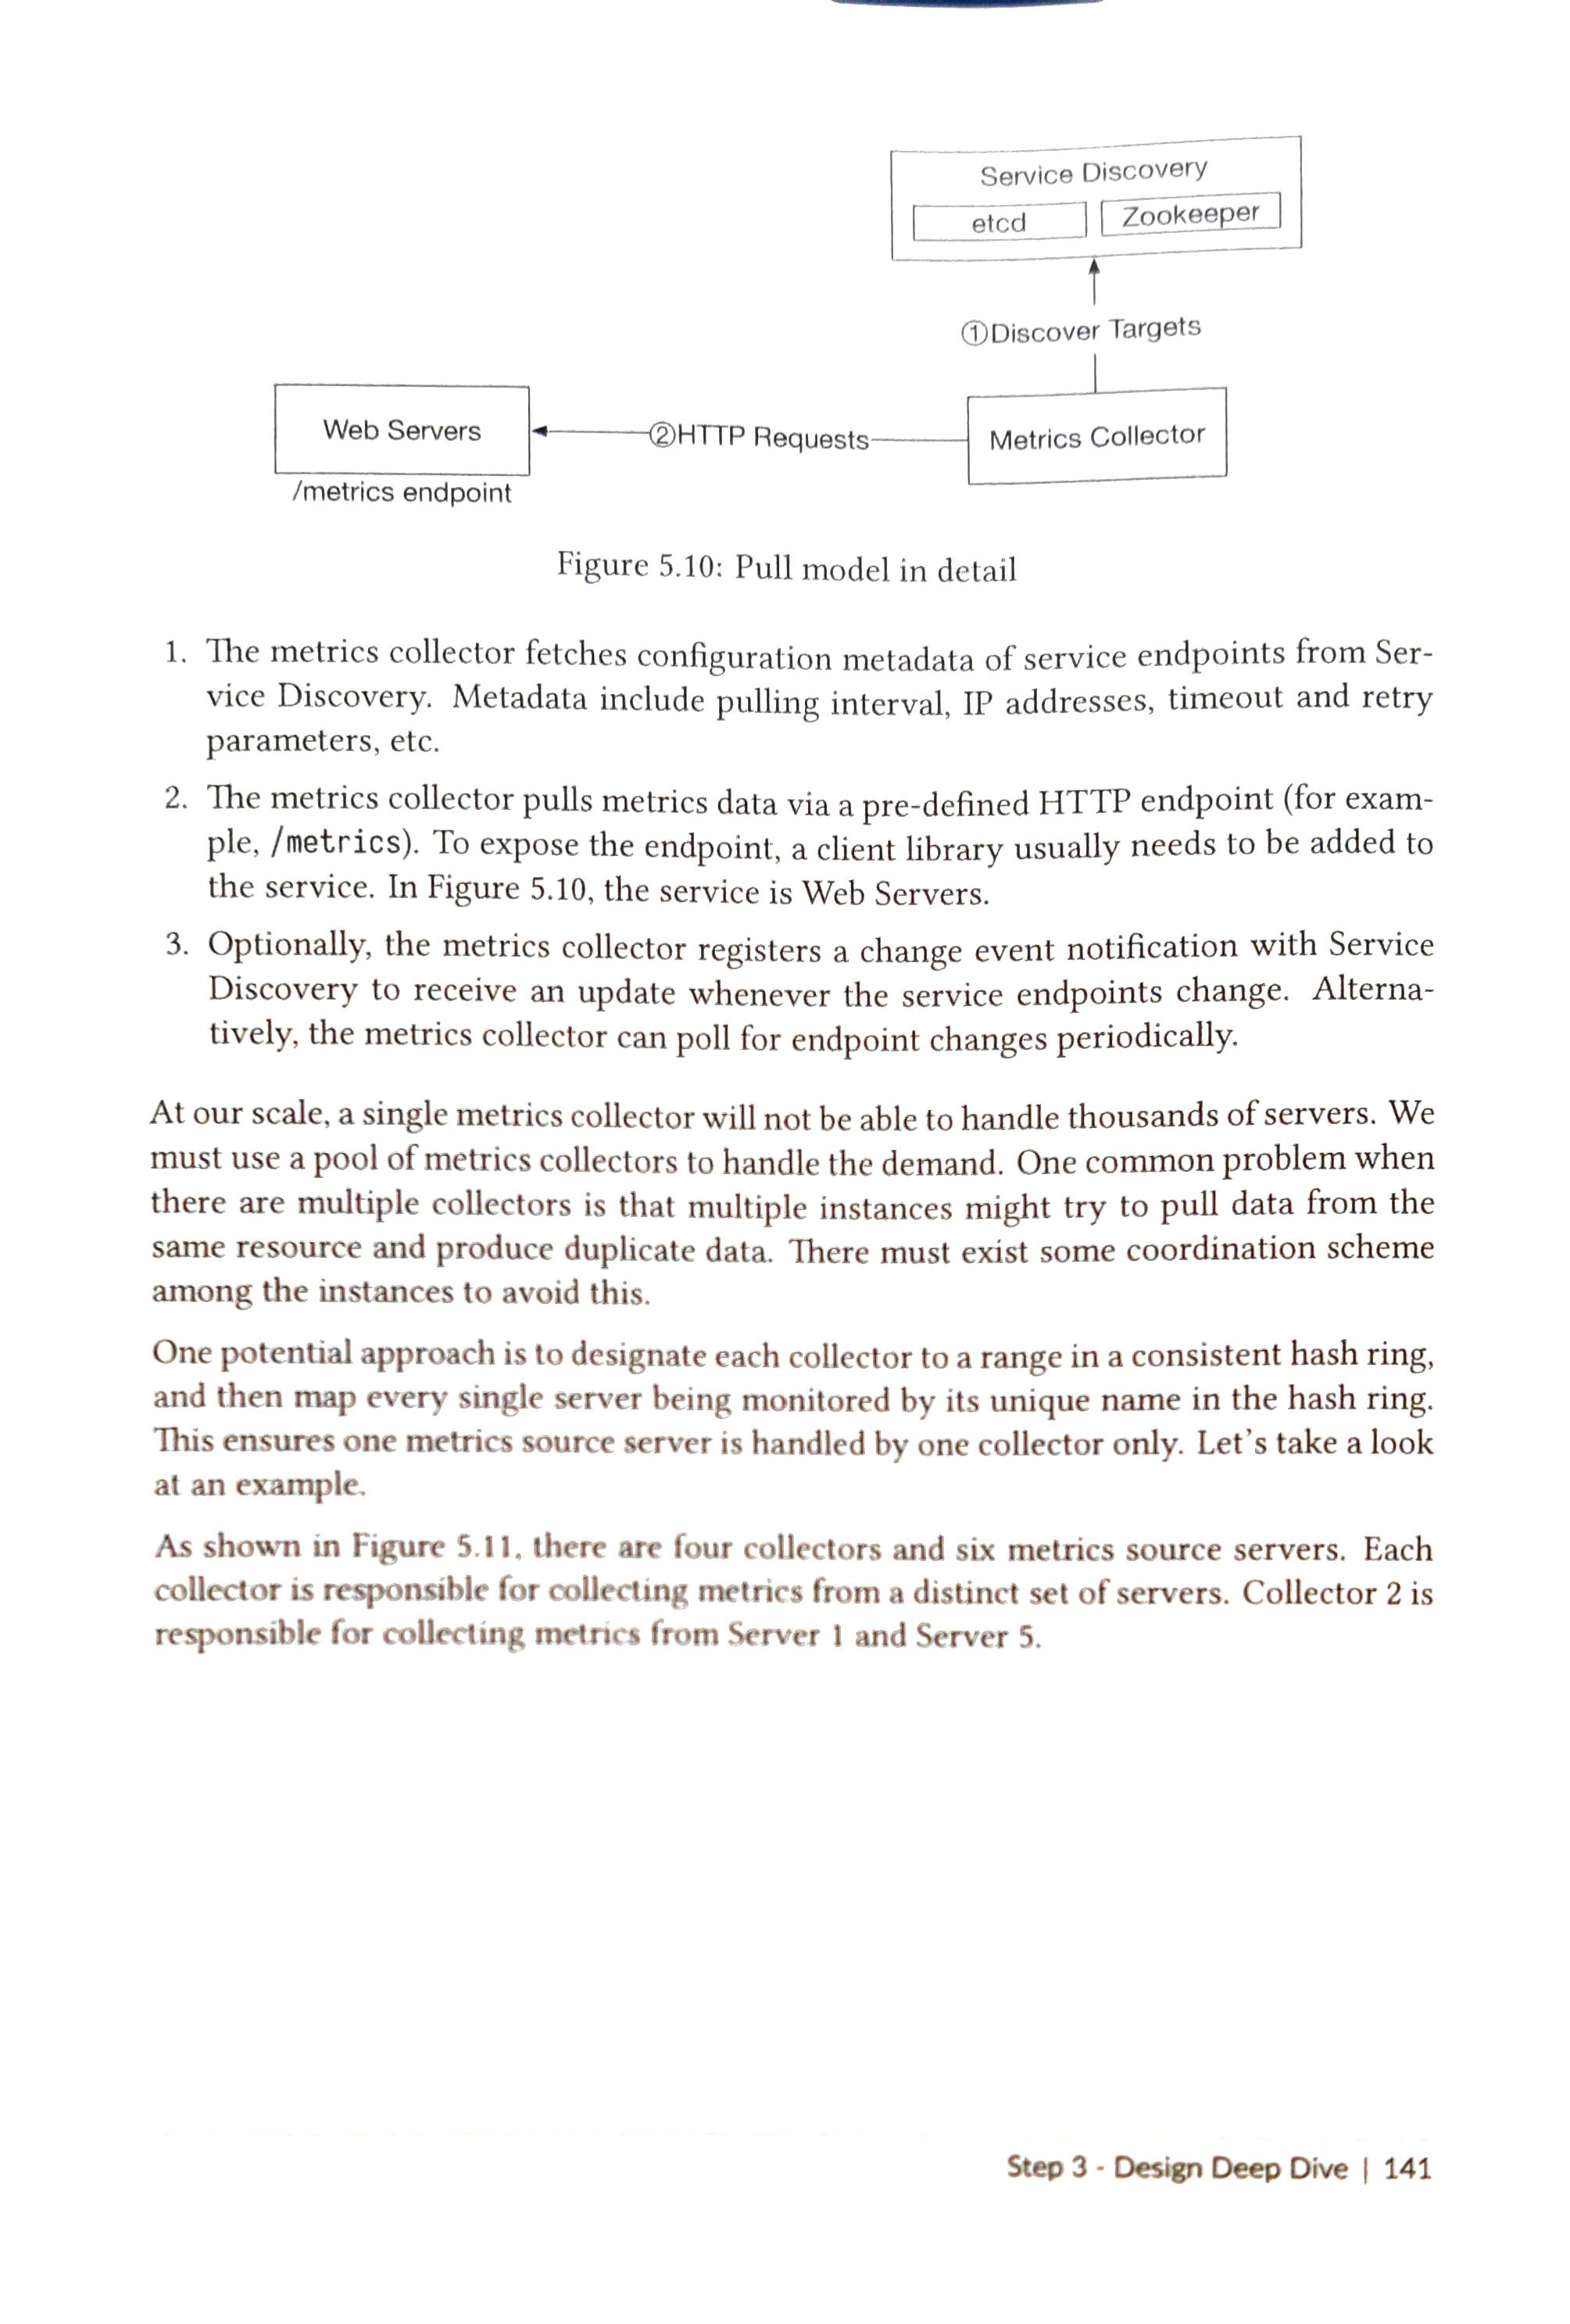 Service Discovery
etcd
Zookeeper
①Discover Targets
Web Servers
②HTTP Requests
Metrics Collector
/metrics endpoint
Figure 5.10: Pull model in detail
1. The metrics collector fetches configuration metadata of service endpoints from Ser-
vice Discovery. Metadata include pulling interval, IP addresses, timeout and retry
parameters, etc.
2. The metrics collector pulls metrics data via a pre-defined HTTP endpoint (for exam-
ple, /metrics). To expose the endpoint, a client library usually needs to be added to
the service. In Figure 5.10, the service is Web Servers.
3. Optionally, the metrics collector registers a change event notification with Service
Discovery to receive an update whenever the service endpoints change. Alterna-
tively, the metrics collector can poll for endpoint changes periodically.
At our scale, a single metrics collector will not be able to handle thousands of servers. We
must use a pool of metrics collectors to handle the demand. One common problem when
there are multiple collectors is that multiple instances might try to pull data from the
same resource and produce duplicate data. There must exist some coordination scheme
among the instances to avoid this.
One potential approach is to designate each collector to a range in a consistent hash ring,
and then map every single server being monitored by its unique name in the hash ring.
This ensures one metrics source server is handled by one collector only. Let's take a look
at an example.
As shown in Figure 5.11, there are four collectors and six metrics source servers. Each
collector is responsible for collecting metrics from a distinct set of servers. Collector 2 is
responsible for collecting metrics from Server 1 and Server 5.
Step 3 - Design Deep Dive | 141